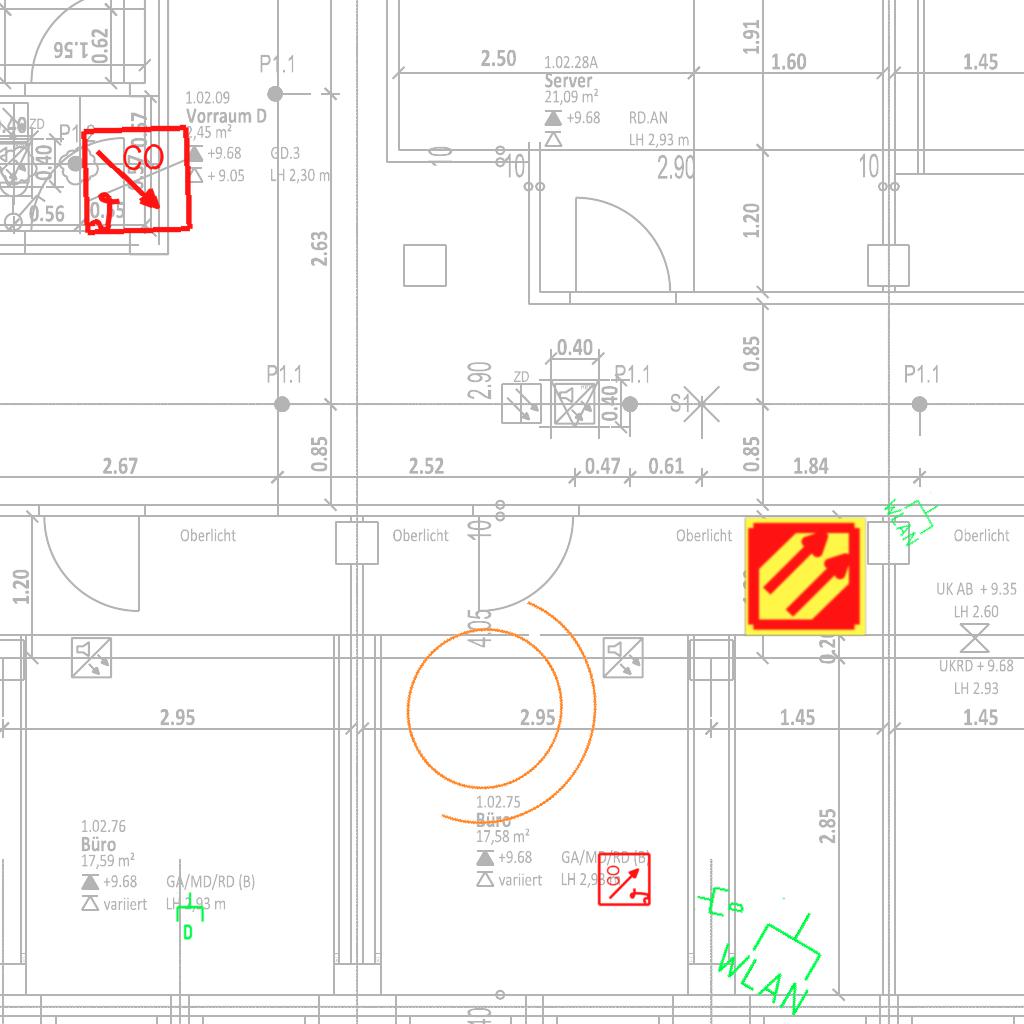 1.56
0.62
P1.1
2.50
1.02.28A
Server
21,09 m²
+9.68
RD.AN
LH 2,93 m
1.91
1.60
1.45
1.02.09
Vorraum D
2,45 m²
+9.68
GD.3
+ 9.05
LH 2,30 m
ZD
0.40
CO
0.56
10
2.90
10
1.20
2.63
0.40
P1.1
2.90
ZD
0.40
P1.1
S1
0.85
P1.1
2.67
0.85
2.52
0.47
0.61
0.85
1.84
WLAN
Oberlicht
Oberlicht
10
Oberlicht
Oberlicht
1.20
4.05
UK AB + 9.35
LH 2.60
UKRD + 9.68
LH 2.93
2.95
2.95
1.45
1.45
1.02.76
Büro
17,59 m²
+9.68
GA/MD/RD (B)
variiert
LH 2,93 m
D
1.02.75
Büro
17,58 m²
+9.68
GA/MD/RD (B)
variiert
LH 2,93
CO
2.85
D
WLAN
10